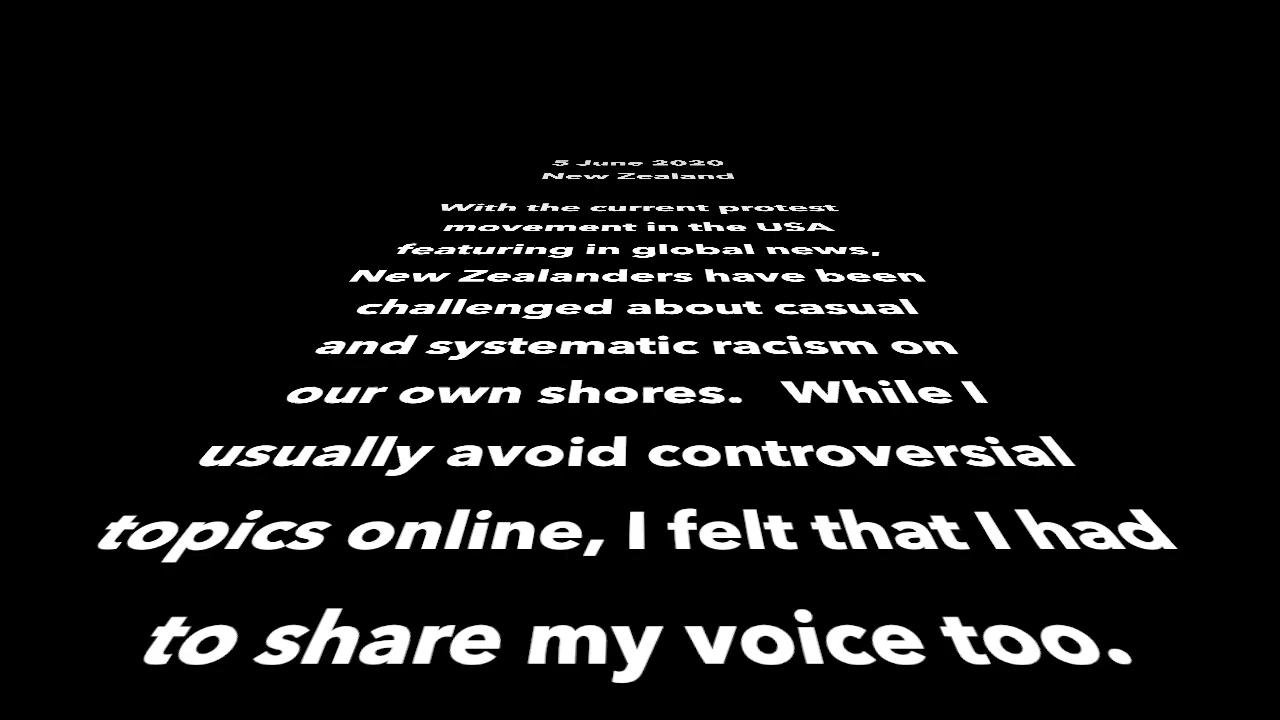 5 June 2020
New Zealand
With the current protest
movement in the USA
featuring in global news,
New Zealanders have been
challenged about casual
and systematic racism on
our own shores.   While I
usually avoid controversial
topics online, I felt that I had
to share my voice too.